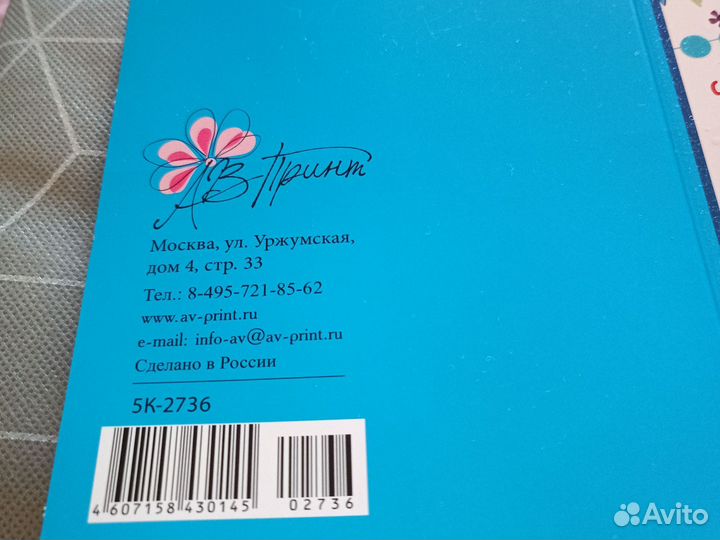 АВ-Принт
Москва, ул. Уржумская,
дом 4, стр. 33
Тел.: 8-495-721-85-62
www.av-print.ru
e-mail: info-av@av-print.ru
Сделано в России
5К-2736
4 607158 430145
02736
Avito